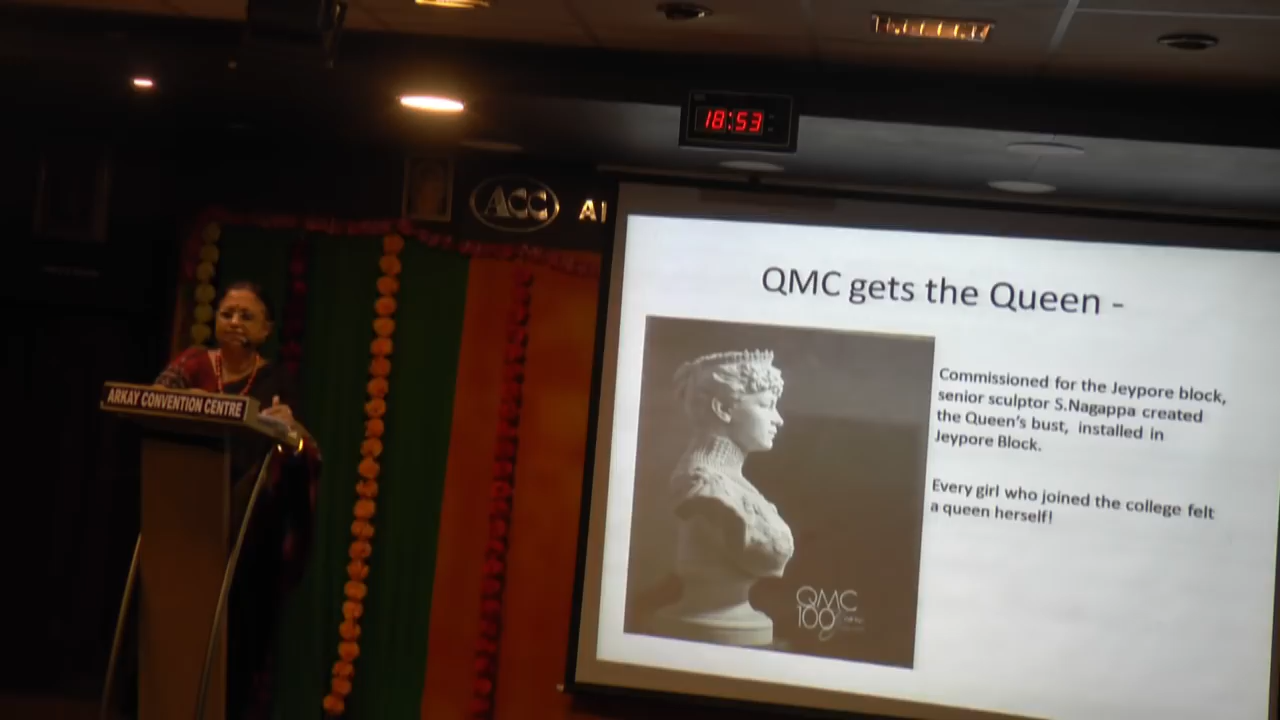 18:53
ACC
QMC gets the Queen -
Commissioned for the Jeypore block,
senior sculptor S.Nagappa created
the Queen's bust, installed in
Jeypore Block.
Every girl who joined the college felt
a queen herself!
QMC
100
ARKAY CONVENTION CENTRE